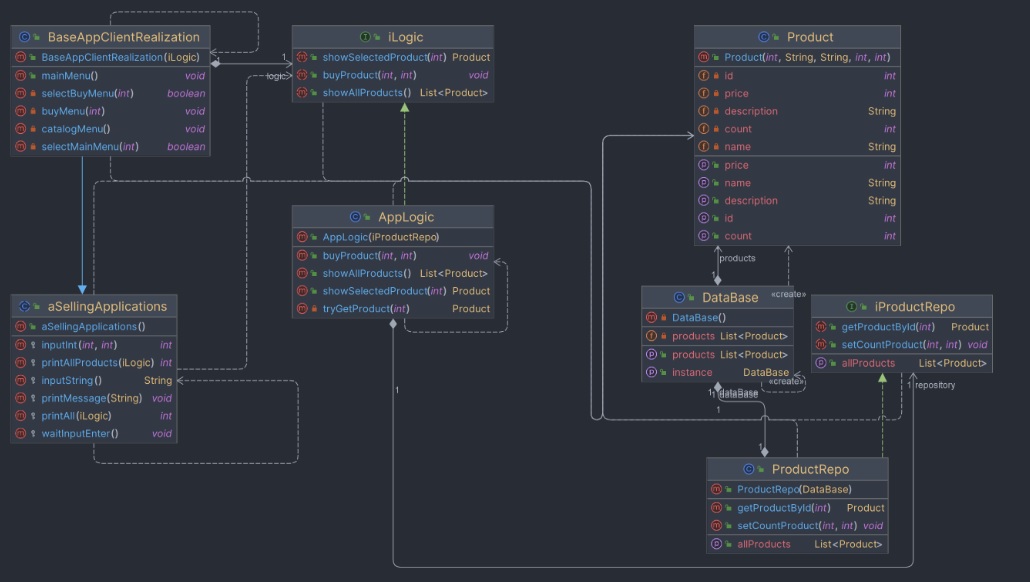 BaseAppClientRealization
BaseAppClientRealization(iLogic)
mainMenu() void
selectBuyMenu(int) boolean
buyMenu(int) void
catalogMenu() void
selectMainMenu(int) boolean
1
logic
iLogic
showSelectedProduct(int) Product
buyProduct(int, int) void
showAllProducts() List<Product>
Product
Product(int, String, String, int, int)
id int
price int
description String
count int
name String
price int
name String
description String
id int
count int
AppLogic
AppLogic(iProductRepo)
buyProduct(int, int) void
showAllProducts() List<Product>
showSelectedProduct(int) Product
tryGetProduct(int) Product
1
aSellingApplications
aSellingApplications()
inputInt(int, int) int
printAllProducts(iLogic) int
inputString() String
printMessage(String) void
printAll(iLogic) int
waitInputEnter() void
products
1
«create»
DataBase
DataBase()
products List<Product>
products List<Product>
instance DataBase
«create»
1
dataBase
1
dataBase
1
iProductRepo
getProductById(int) Product
setCountProduct(int, int) void
allProducts List<Product>
1 repository
1
ProductRepo
ProductRepo(DataBase)
getProductById(int) Product
setCountProduct(int, int) void
allProducts List<Product>